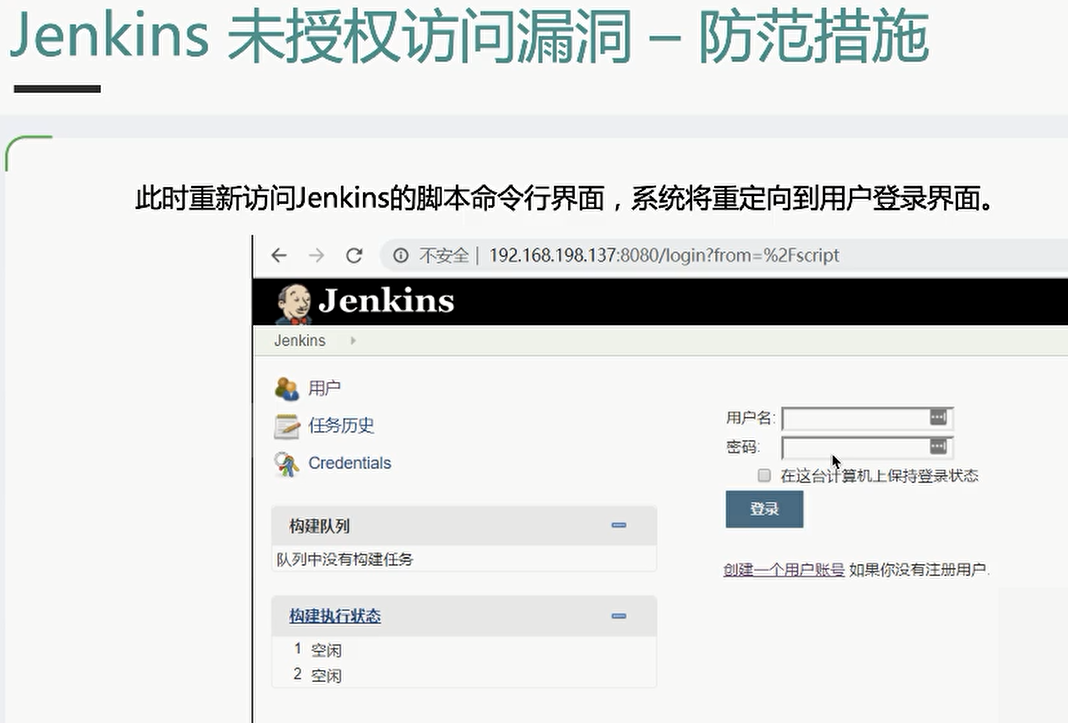 Jenkins 未授权访问漏洞 – 防范措施
此时重新访问Jenkins的脚本命令行界面，系统将重定向到用户登录界面。
不安全 | 192.168.198.137:8080/login?from=%2Fscript
Jenkins
Jenkins
用户
任务历史
Credentials
构建队列
队列中没有构建任务
构建执行状态
1 空闲
2 空闲
用户名:
密码:
在这台计算机上保持登录状态
登录
创建一个用户账号 如果你没有注册用户.